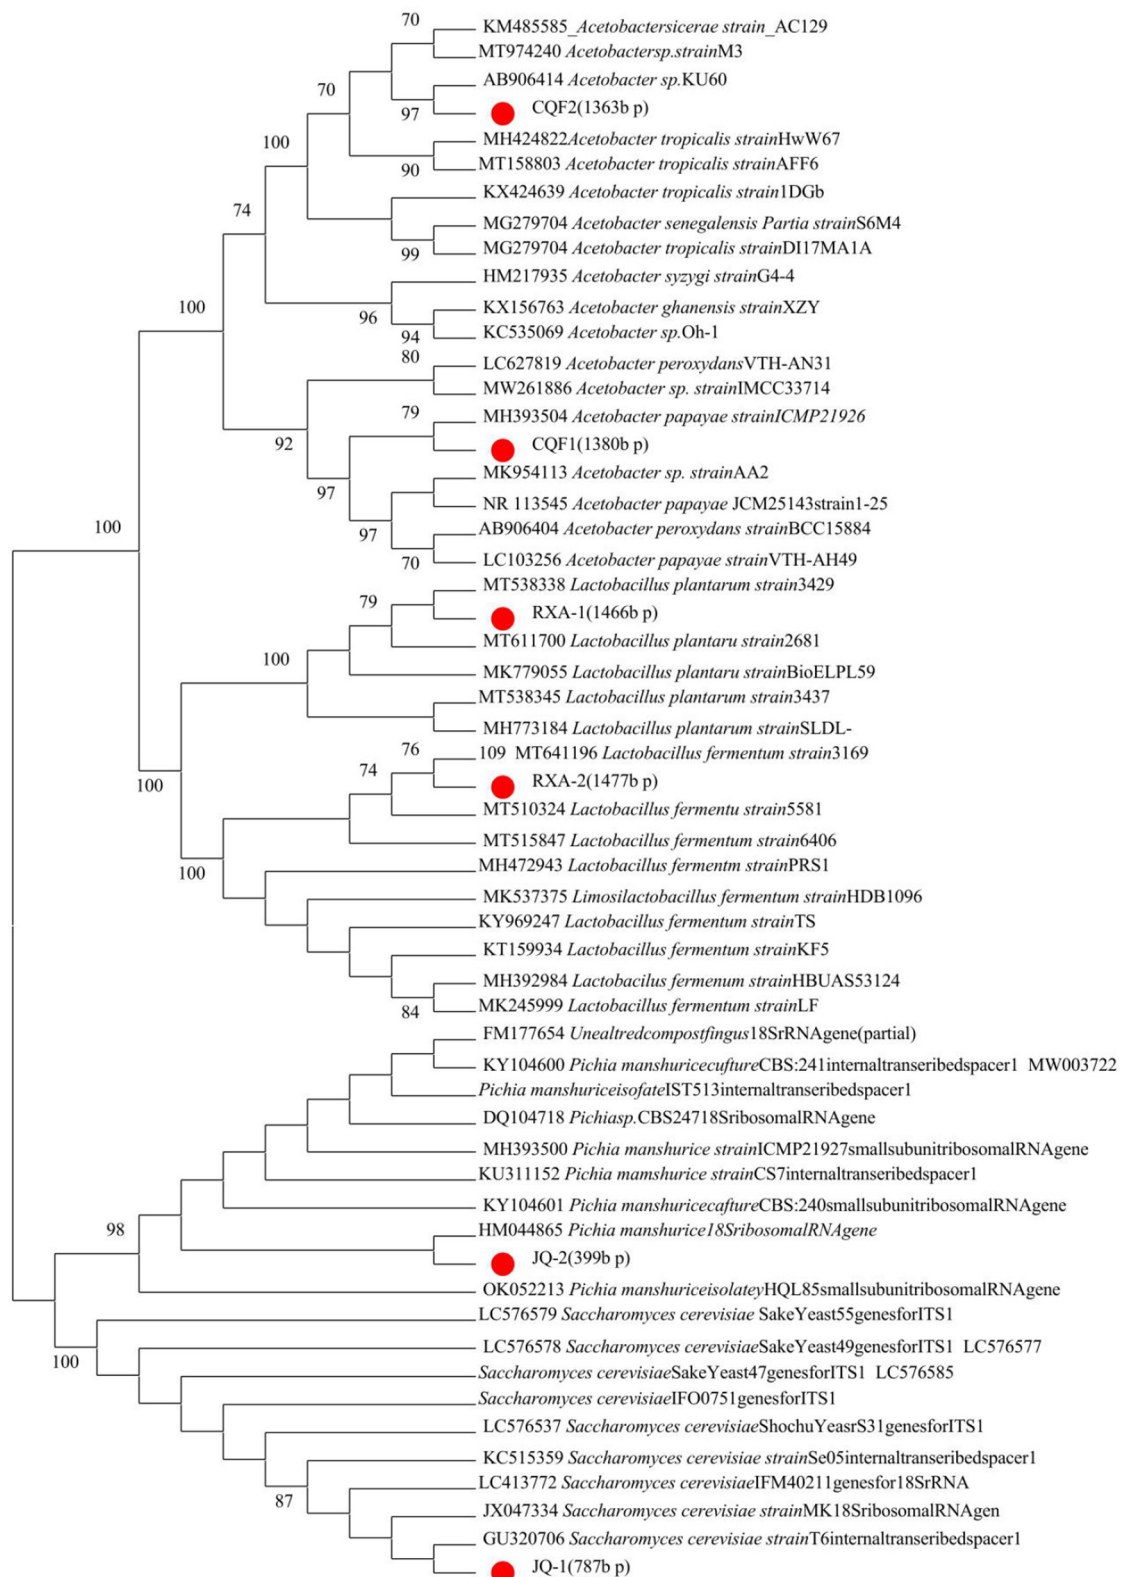 70
KM485585_Acetobactersicerae strain_AC129
MT974240 Acetobactersp.strainM3
AB906414 Acetobacter sp.KU60
70
97
CQF2(1363b p)
100
MH424822Acetobacter tropicalis strainHwW67
90
MT158803 Acetobacter tropicalis strainAFF6
KX424639 Acetobacter tropicalis strain1DGb
74
MG279704 Acetobacter senegalensis Partia strainS6M4
99
MG279704 Acetobacter tropicalis strainDI17MA1A
HM217935 Acetobacter syzygi strainG4-4
100
96
KX156763 Acetobacter ghanensis strainXZY
94
KC535069 Acetobacter sp.Oh-1
80
LC627819 Acetobacter peroxydansVTH-AN31
MW261886 Acetobacter sp. strainIMCC33714
79
MH393504 Acetobacter papayae strainICMP21926
92
CQF1(1380b p)
MK954113 Acetobacter sp. strainAA2
97
NR 113545 Acetobacter papayae JCM25143strain1-25
100
97
AB906404 Acetobacter peroxydans strainBCC15884
70
LC103256 Acetobacter papayae strainVTH-AH49
MT538338 Lactobacillus plantarum strain3429
79
RXA-1(1466b p)
MT611700 Lactobacillus plantaru strain2681
100
MK779055 Lactobacillus plantaru strainBioELPL59
MT538345 Lactobacillus plantarum strain3437
MH773184 Lactobacillus plantarum strainSLDL-
76
109 MT641196 Lactobacillus fermentum strain3169
74
100
RXA-2(1477b p)
MT510324 Lactobacillus fermentu strain5581
MT515847 Lactobacillus fermentum strain6406
100
MH472943 Lactobacillus fermentm strainPRS1
MK537375 Limosilactobacillus fermentum strainHDB1096
KY969247 Lactobacillus fermentum strainTS
KT159934 Lactobacillus fermentum strainKF5
MH392984 Lactobacilus fermenum strainHBUAS53124
84
MK245999 Lactobacillus fermentum strainLF
FM177654 Unealtredcompostfingus18SrRNAgene(partial)
KY104600 Pichia manshuricecuftureCBS:241internaltranseribedspacer1 MW003722
Pichia manshuriceisofateIST513internaltranseribedspacer1
DQ104718 Pichiasp.CBS24718SribosomalRNAgene
MH393500 Pichia manshurice strainICMP21927smallsubunitribosomalRNAgene
KU311152 Pichia mamshurice strainCS7internaltranseribedspacer1
KY104601 Pichia manshuricecaftureCBS:240smallsubunitribosomalRNAgene
98
HM044865 Pichia manshurice18SribosomalRNAgene
JQ-2(399b p)
OK052213 Pichia manshuriceisolateyHQL85smallsubunitribosomalRNAgene
LC576579 Saccharomyces cerevisiae SakeYeast55genesforITS1
100
LC576578 Saccharomyces cerevisiaeSakeYeast49genesforITS1 LC576577
Saccharomyces cerevisiaeSakeYeast47genesforITS1 LC576585
Saccharomyces cerevisiaeIFO0751genesforITS1
LC576537 Saccharomyces cerevisiaeShochuYeasrS31genesforITS1
KC515359 Saccharomyces cerevisiae strainSe05internaltranseribedspacer1
87
LC413772 Saccharomyces cerevisiaeIFM40211genesfor18SrRNA
JX047334 Saccharomyces cerevisiae strainMK18SribosomalRNAgen
GU320706 Saccharomyces cerevisiae strainT6internaltranseribedspacer1
JQ-1(787b p)